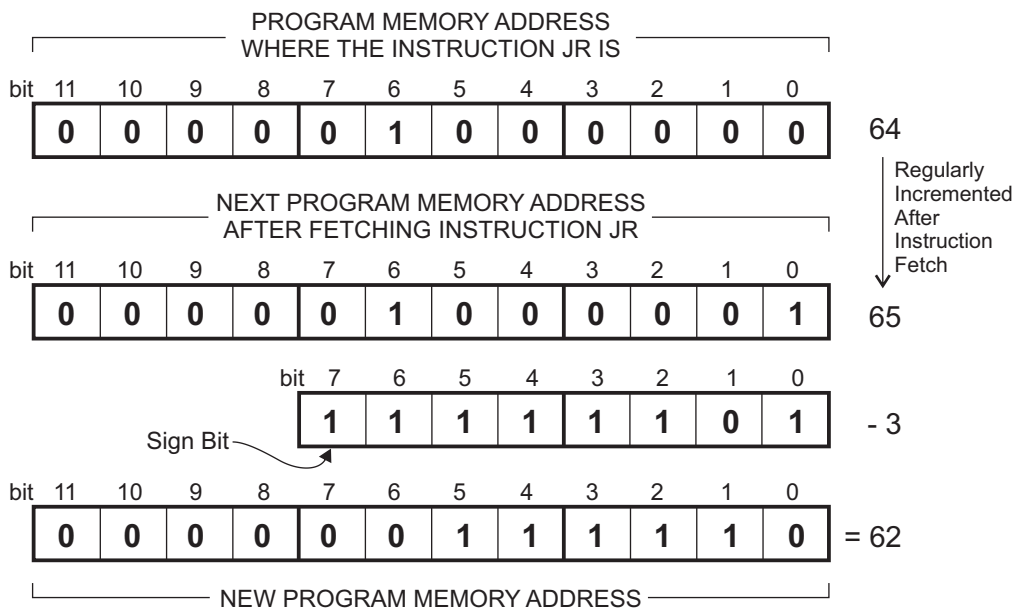 PROGRAM MEMORY ADDRESS
WHERE THE INSTRUCTION JR IS
bit 11 10 9 8 7 6 5 4 3 2 1 0
0 0 0 0 0 1 0 0 0 0 0 0 64
Regularly
Incremented
After
Instruction
Fetch
NEXT PROGRAM MEMORY ADDRESS
AFTER FETCHING INSTRUCTION JR
bit 11 10 9 8 7 6 5 4 3 2 1 0
0 0 0 0 0 1 0 0 0 0 0 1 65
bit 7 6 5 4 3 2 1 0
1 1 1 1 1 1 0 1 - 3
Sign Bit
bit 11 10 9 8 7 6 5 4 3 2 1 0
0 0 0 0 0 0 1 1 1 1 1 0 = 62
NEW PROGRAM MEMORY ADDRESS